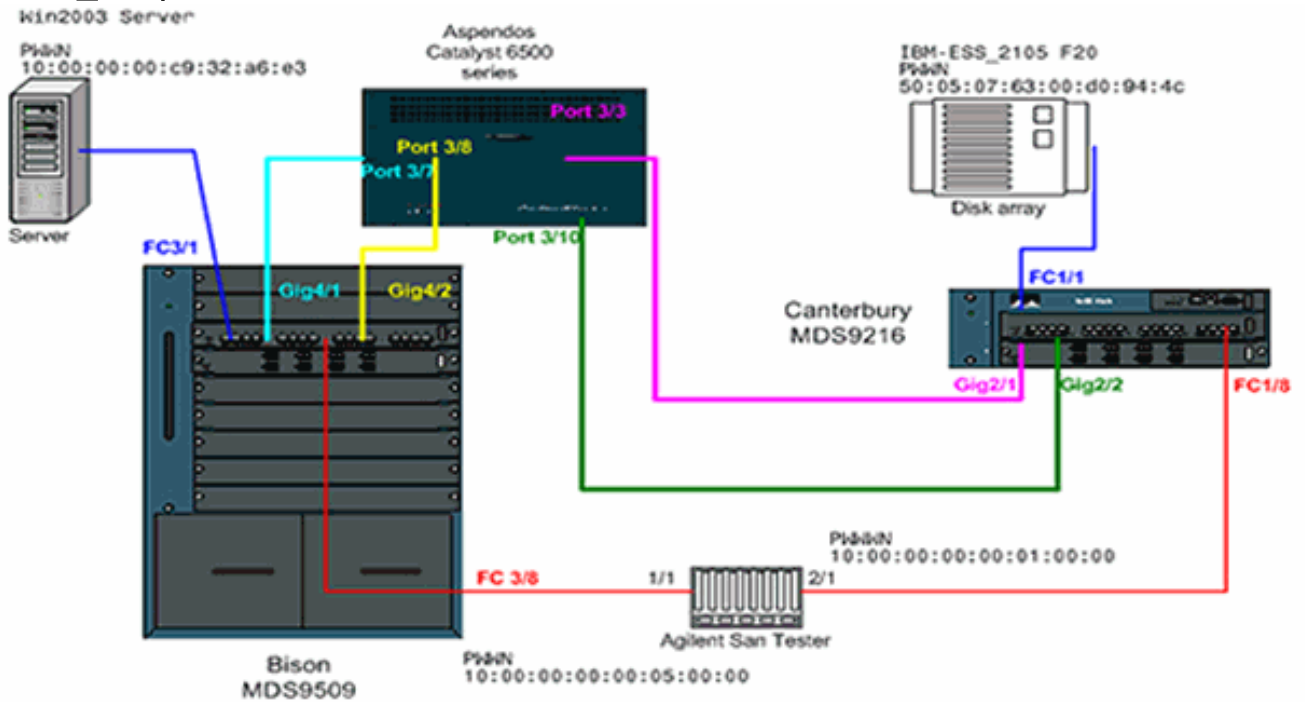 Win2003 Server
PWWN
10:00:00:00:c9:32:a6:e3
Server
Aspendos
Catalyst 6500
series
Port 3/3
Port 3/8
Port 3/7
Port 3/10
IBM-ESS_2105 F20
PWWN
50:05:07:63:00:d0:94:4c
Disk array
FC3/1
Gig4/1
Gig4/2
FC1/1
Canterbury
MDS9216
Gig2/1
Gig2/2
FC1/8
FC 3/8
1/1
2/1
PWWN
10:00:00:00:00:01:00:00
Agilent San Tester
Bison
MDS9509
PWWN
10:00:00:00:00:05:00:00